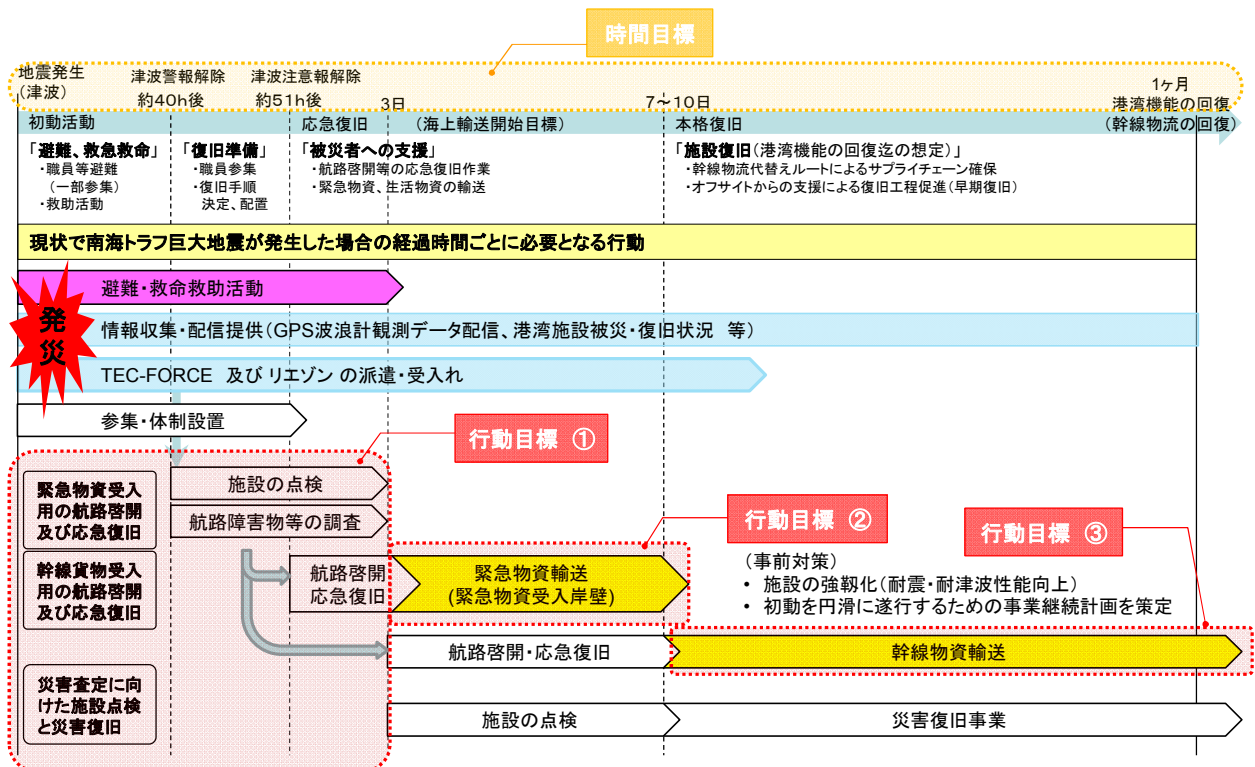 時間目標
地震発生
(津波)
津波警報解除
約40h後
津波注意報解除
約51h後
3日
7～10日
1ヶ月
港湾機能の回復
(幹線物流の回復)
初動活動
応急復旧
(海上輸送開始目標)
本格復旧
「避難、救急救命」
・職員等避難
(一部参集)
・救助活動
「復旧準備」
・職員参集
・復旧手順
決定、配置
「被災者への支援」
・航路啓開等の応急復旧作業
・緊急物資、生活物資の輸送
「施設復旧(港湾機能の回復迄の想定)」
・幹線物流代替えルートによるサプライチェーン確保
・オフサイトからの支援による復旧工程促進(早期復旧)
現状で南海トラフ巨大地震が発生した場合の経過時間ごとに必要となる行動
発
災
避難・救命救助活動
情報収集・配信提供(GPS波浪計観測データ配信、港湾施設被災・復旧状況 等)
TEC-FORCE 及び リエゾン の派遣・受入れ
参集・体制設置
行動目標 ①
緊急物資受入
用の航路啓開
及び応急復旧
施設の点検
航路障害物等の調査
行動目標 ②
行動目標 ③
幹線貨物受入
用の航路啓開
及び応急復旧
航路啓開
応急復旧
緊急物資輸送
(緊急物資受入岸壁)
(事前対策)
• 施設の強靱化(耐震・耐津波性能向上)
• 初動を円滑に遂行するための事業継続計画を策定
航路啓開・応急復旧
幹線物資輸送
災害査定に向
けた施設点検
と災害復旧
施設の点検
災害復旧事業